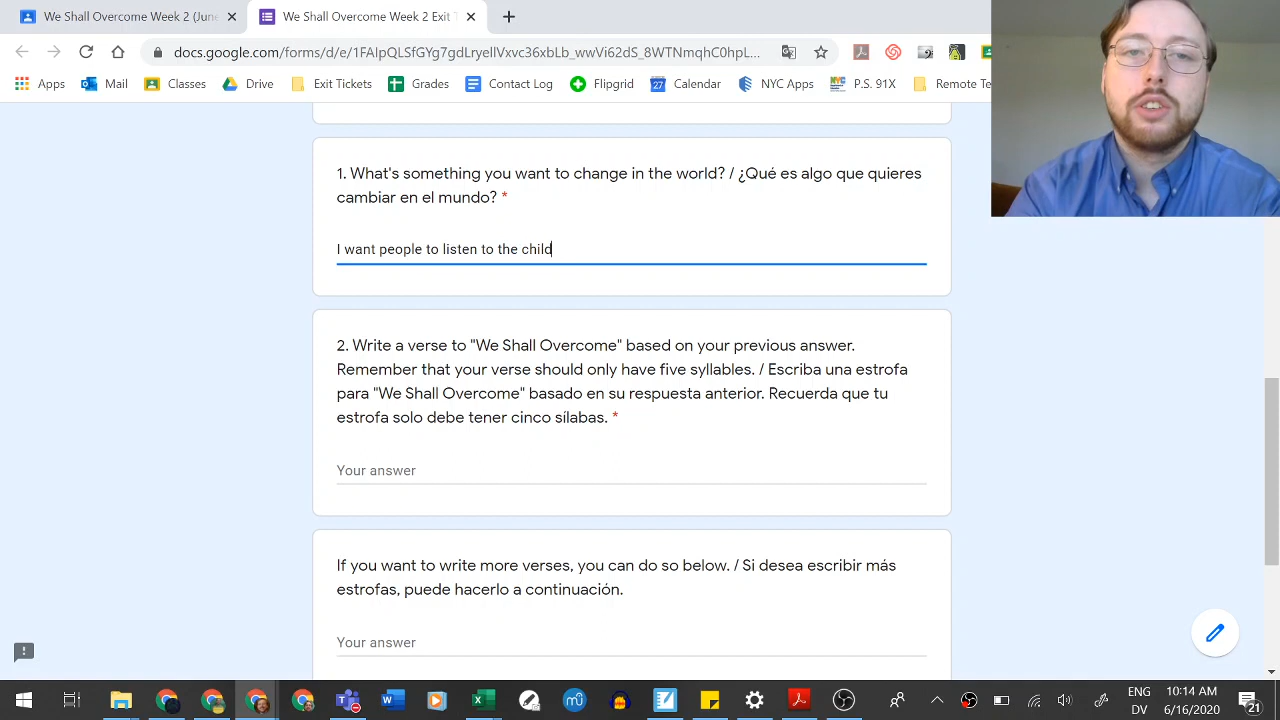 We Shall Overcome Week 2 (June
We Shall Overcome Week 2 Exit
docs.google.com/forms/d/e/1FAIpQLSfGYg7gdLryellVxvc36xbLb_wwVi62dS_8WTNmqhC0hpL...
Apps Mail Classes Drive Exit Tickets Grades Contact Log Flipgrid Calendar NYC Apps P.S. 91X Remote Te
1. What's something you want to change in the world? / ¿Qué es algo que quieres
cambiar en el mundo? *
I want people to listen to the child
2. Write a verse to "We Shall Overcome" based on your previous answer.
Remember that your verse should only have five syllables. / Escriba una estrofa
para "We Shall Overcome" basado en su respuesta anterior. Recuerda que tu
estrofa solo debe tener cinco sílabas. *
Your answer
If you want to write more verses, you can do so below. / Si desea escribir más
estrofas, puede hacerlo a continuación.
Your answer
ENG
DV
10:14 AM
6/16/2020
21